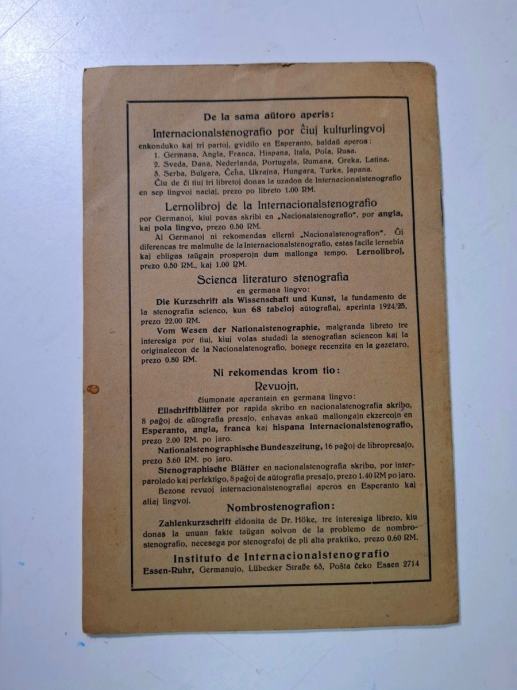 De la sama aŭtoro aperis:
Internacionalstenografio por ĉiuj kulturlingvoj
enkonduko kaj tri partoj, gvidilo en Esperanto, baldaŭ aperos:
1. Germana, Angla, Franca, Hispana, Itala, Pola, Rusa.
2. Sveda, Dana, Nederlanda, Portugala, Rumana, Greka, Latina.
3. Serba, Bulgara, Ĉeĥa, Ukrajna, Hungara, Turka, Japana.
Ĉiu de ĉi tiuj tri libretoj donas la uzadon de Internacionalstenografio
en sep lingvoj naciaj, prezo po libreto 1.00 RM.
Lernolibroj de la Internacionalstenografio
por Germanoj, kiuj povas skribi en „Nacionalstenografio", por angla,
kaj pola lingvo, prezo 0.50 RM.
Al Germanoj ni rekomendas ellerni „Nacionalstenografion". Ĉi
diferencas tre malmulte de la Internacionalstenografio, estas facile lernebla
kaj ebligas taŭgajn prosperojn dum mallonga tempo. Lernolibroj,
prezo 0.50 RM., kaj 1.00 RM.
Scienca literaturo stenografia
en germana lingvo:
Die Kurzschrift als Wissenschaft und Kunst, la fundamento de
la stenografia scienco, kun 68 tabeloj aŭtografiaj, aperinta 1924/25,
prezo 22.00 RM.
Vom Wesen der Nationalstenographie, malgranda libreto tre
interesiga por tiuj, kiuj volas studadi la stenografian sciencon kaj la
originalecon de la Nacionalstenografio, bonege recenzita en la gazetaro,
prezo 0.80 RM.
Ni rekomendas krom tio:
Revuojn,
ĉiumonate aperantajn en germana lingvo:
Eilschriftblätter por rapida skribo en nacionalstenografia skribo,
8 paĝoj de aŭtografia presajo, enhavas ankaŭ mallongajn ekzercojn en
Esperanto, angla, franca kaj hispana Internacionalstenografio,
prezo 2.00 RM. po jaro.
Nationalstenographische Bundeszeitung, 16 paĝoj de libropresajo,
prezo 3.60 RM. po jaro.
Stenographische Blätter en nacionalstenografia skribo, por inter-
parolado kaj perfektigo, 8 paĝoj de aŭtografia presajo, prezo 1.40 RM po jaro.
Bezone revuoj internacionalstenografiaj aperos en Esperanto kaj
aliaj lingvoj.
Nombrostenografion:
Zahlenkurzschrift eldonita de Dr. Höke, tre interesiga libreto, kiu
donas la unuan fakte taŭgan solvon de la problemo de nombro-
stenografio, necesega por stenografoj de pli alta praktiko, prezo 0.60 RM.
Instituto de Internacionalstenografio
Essen-Ruhr, Germanujo, Lübecker Straße 63, Poŝta ĉeko Essen 2714